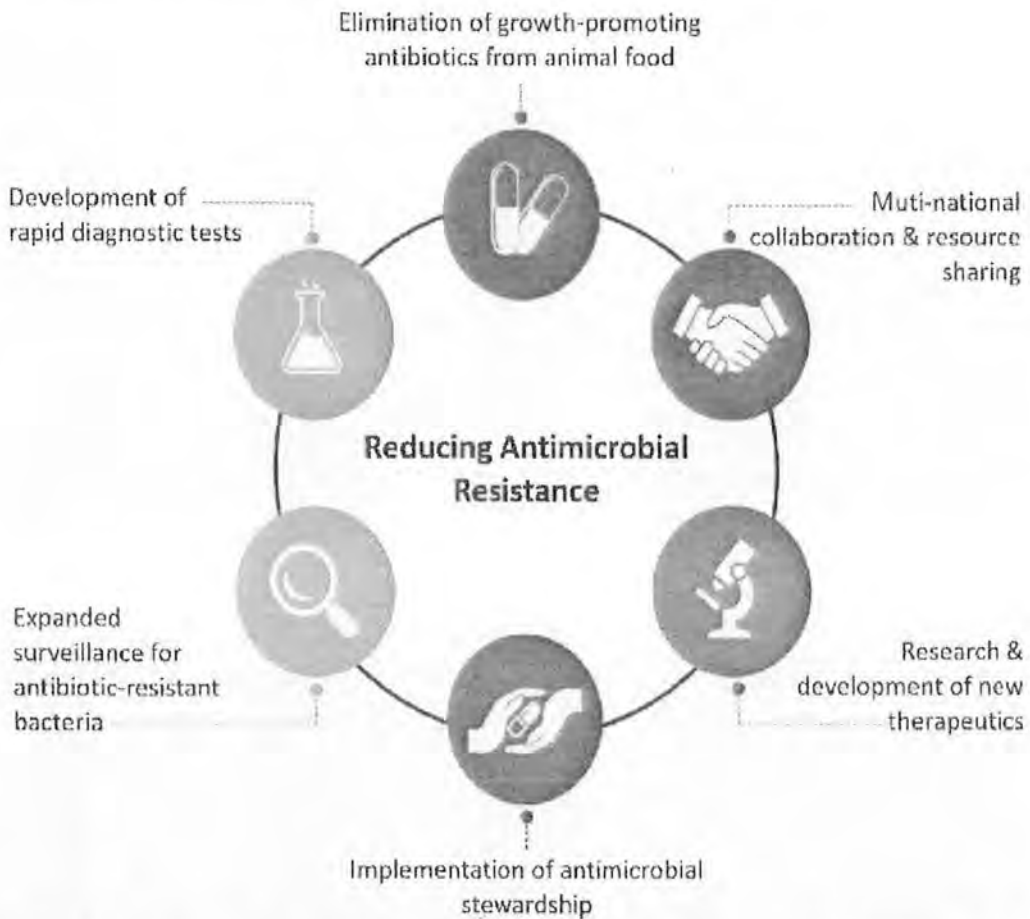 Elimination of growth-promoting
antibiotics from animal food
Development of
rapid diagnostic tests
Muti-national
collaboration & resource
sharing
Reducing Antimicrobial
Resistance
Expanded
surveillance for
antibiotic-resistant
bacteria
Research &
development of new
therapeutics
Implementation of antimicrobial
stewardship